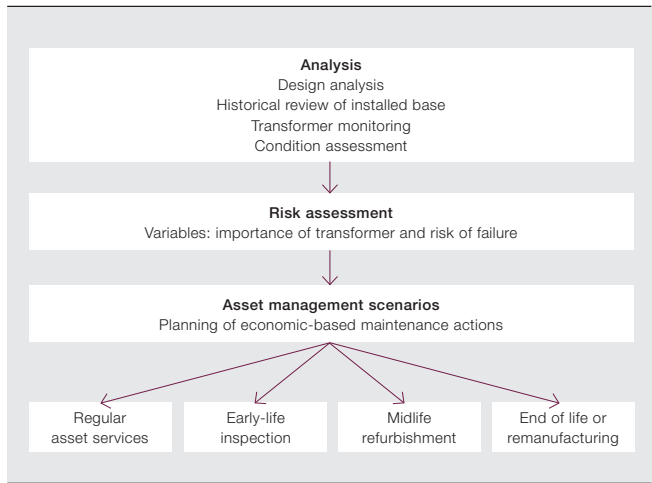 Analysis
Design analysis
Historical review of installed base
Transformer monitoring
Condition assessment
Risk assessment
Variables: importance of transformer and risk of failure
Asset management scenarios
Planning of economic-based maintenance actions
Regular
asset services
Early-life
inspection
Midlife
refurbishment
End of life or
remanufacturing